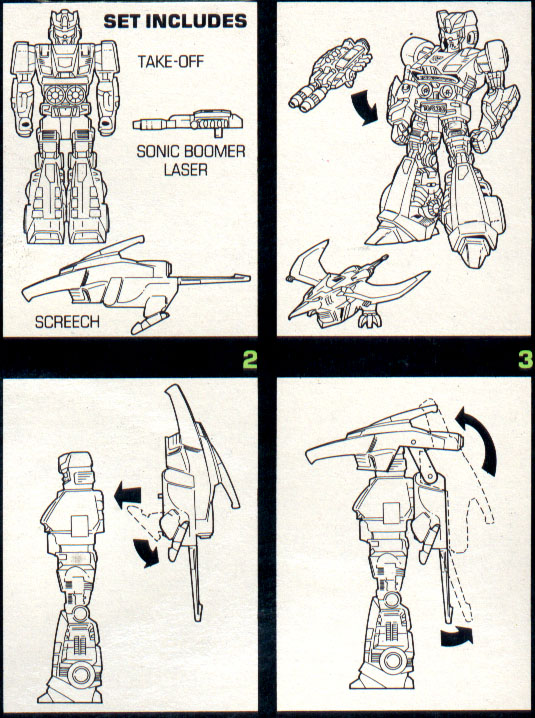 SET INCLUDES
TAKE-OFF
SONIC BOOMER
LASER
SCREECH
2
3